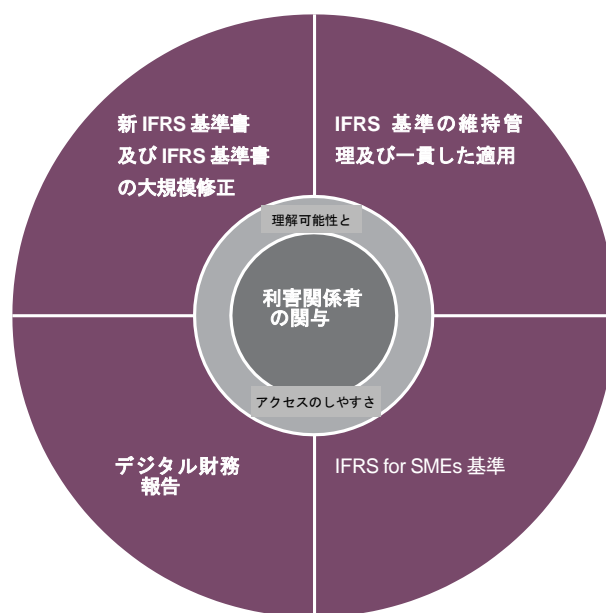 新 IFRS 基準書
及び IFRS 基準書
の大規模修正
IFRS 基準の維持管
理及び一貫した適用
理解可能性と
利害関係者
の関与
アクセスのしやすさ
デジタル財務
報告
IFRS for SMEs 基準